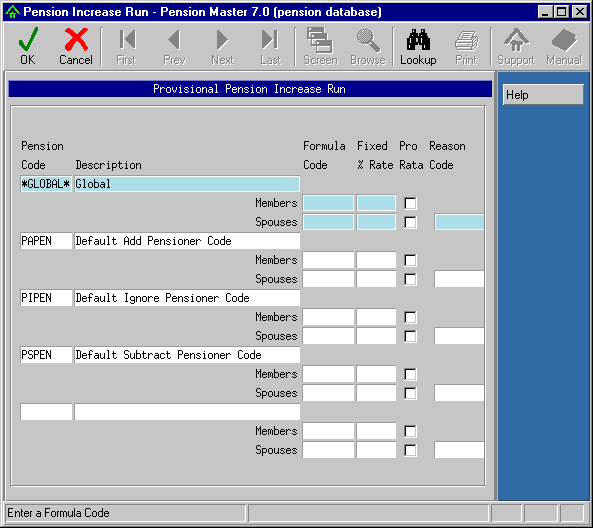 Pension Increase Run - Pension Master 7.0 (pension database)
OK Cancel First Prev Next Last Screen Browse Lookup Print Support Manual
Provisional Pension Increase Run
Help
Pension Formula Fixed Pro Reason
Code Description Code % Rate Rata Code
*GLOBAL* Global
Members
Spouses
PAPEN Default Add Pensioner Code
Members
Spouses
PIPEN Default Ignore Pensioner Code
Members
Spouses
PSPEN Default Subtract Pensioner Code
Members
Spouses
Members
Spouses
Enter a Formula Code